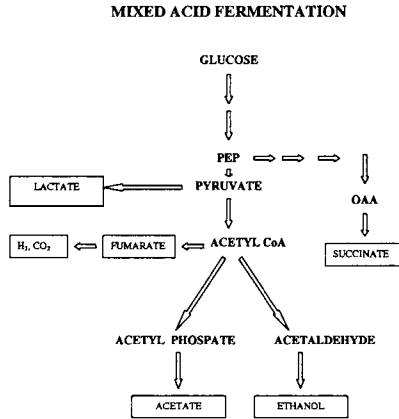 MIXED ACID FERMENTATION
GLUCOSE
PEP
LACTATE
PYRUVATE
OAA
H₂, CO₂
FUMARATE
ACETYL CoA
SUCCINATE
ACETYL PHOSPATE
ACETALDEHYDE
ACETATE
ETHANOL